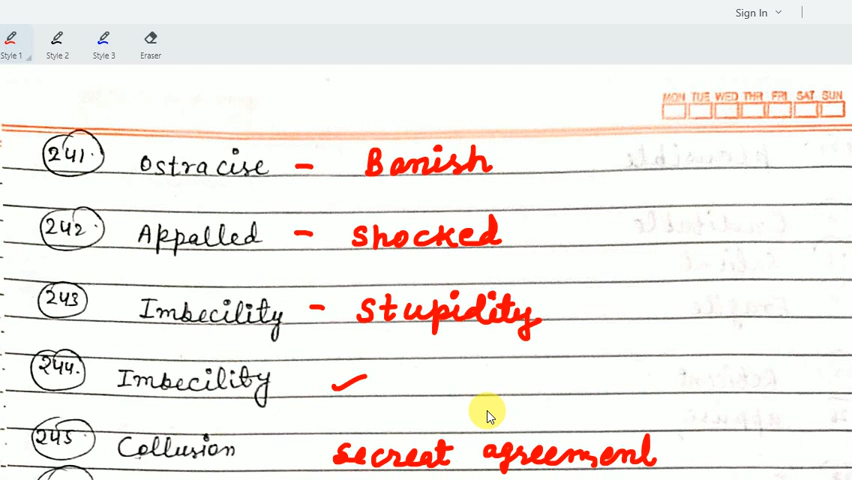 Sign In
Style 1 Style 2 Style 3 Eraser
MON TUE WED THR FRI SAT SUN
241. Ostracise - Banish
242. Appalled - Shocked
243 Imbecility - Stupidity
244. Imbecility ✓
245. Collusion secreat agreement